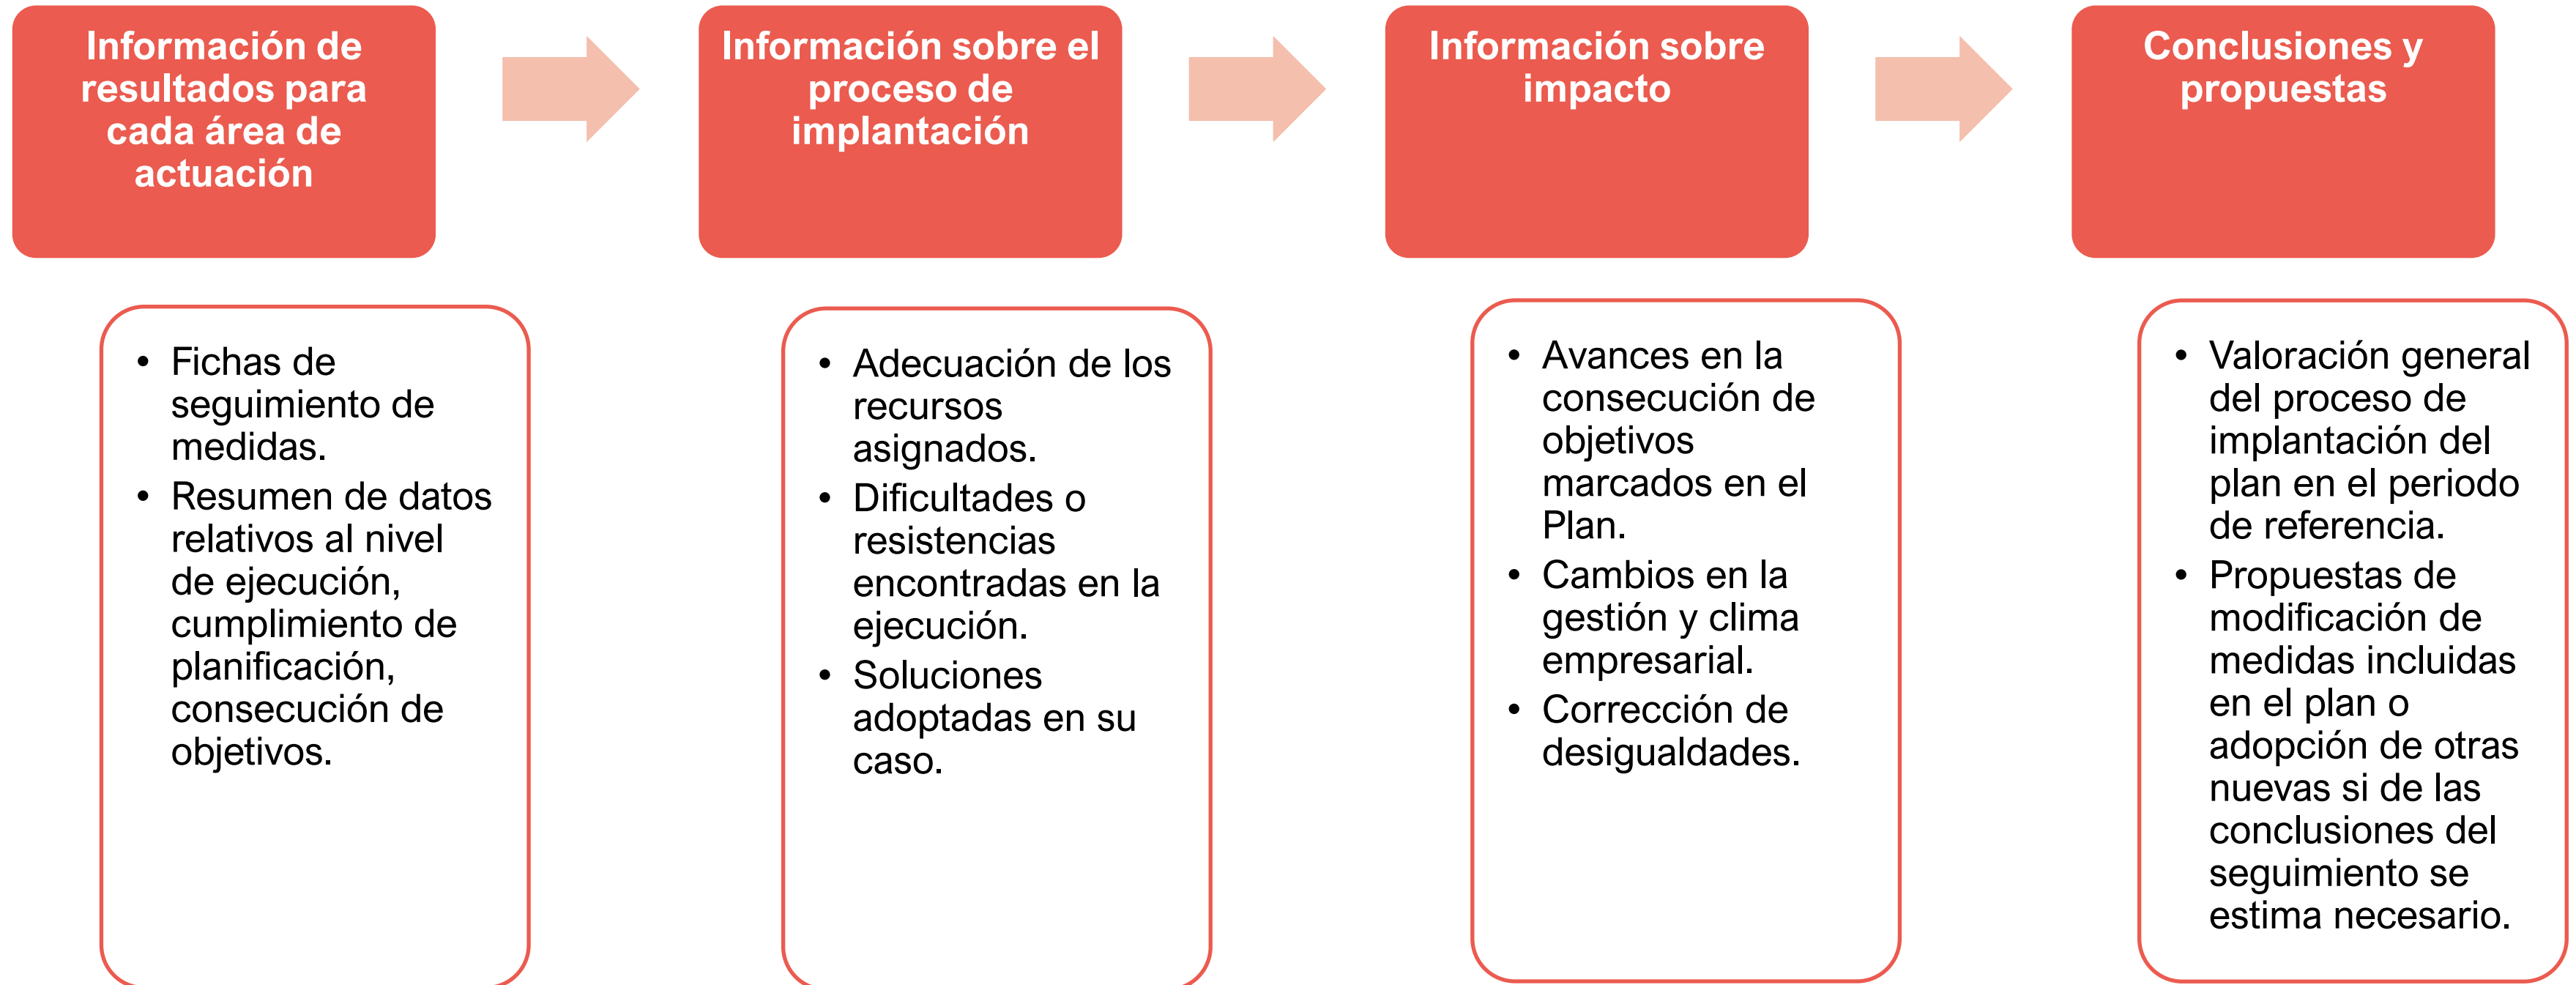 Información de
resultados para
cada área de
actuación
Información sobre el
proceso de
implantación
Información sobre
impacto
Conclusiones y
propuestas
• Fichas de
seguimiento de
medidas.
• Resumen de datos
relativos al nivel
de ejecución,
cumplimiento de
planificación,
consecución de
objetivos.
• Adecuación de los
recursos
asignados.
• Dificultades o
resistencias
encontradas en la
ejecución.
• Soluciones
adoptadas en su
caso.
• Avances en la
consecución de
objetivos
marcados en el
Plan.
• Cambios en la
gestión y clima
empresarial.
• Corrección de
desigualdades.
• Valoración general
del proceso de
implantación del
plan en el periodo
de referencia.
• Propuestas de
modificación de
medidas incluidas
en el plan o
adopción de otras
nuevas si de las
conclusiones del
seguimiento se
estima necesario.